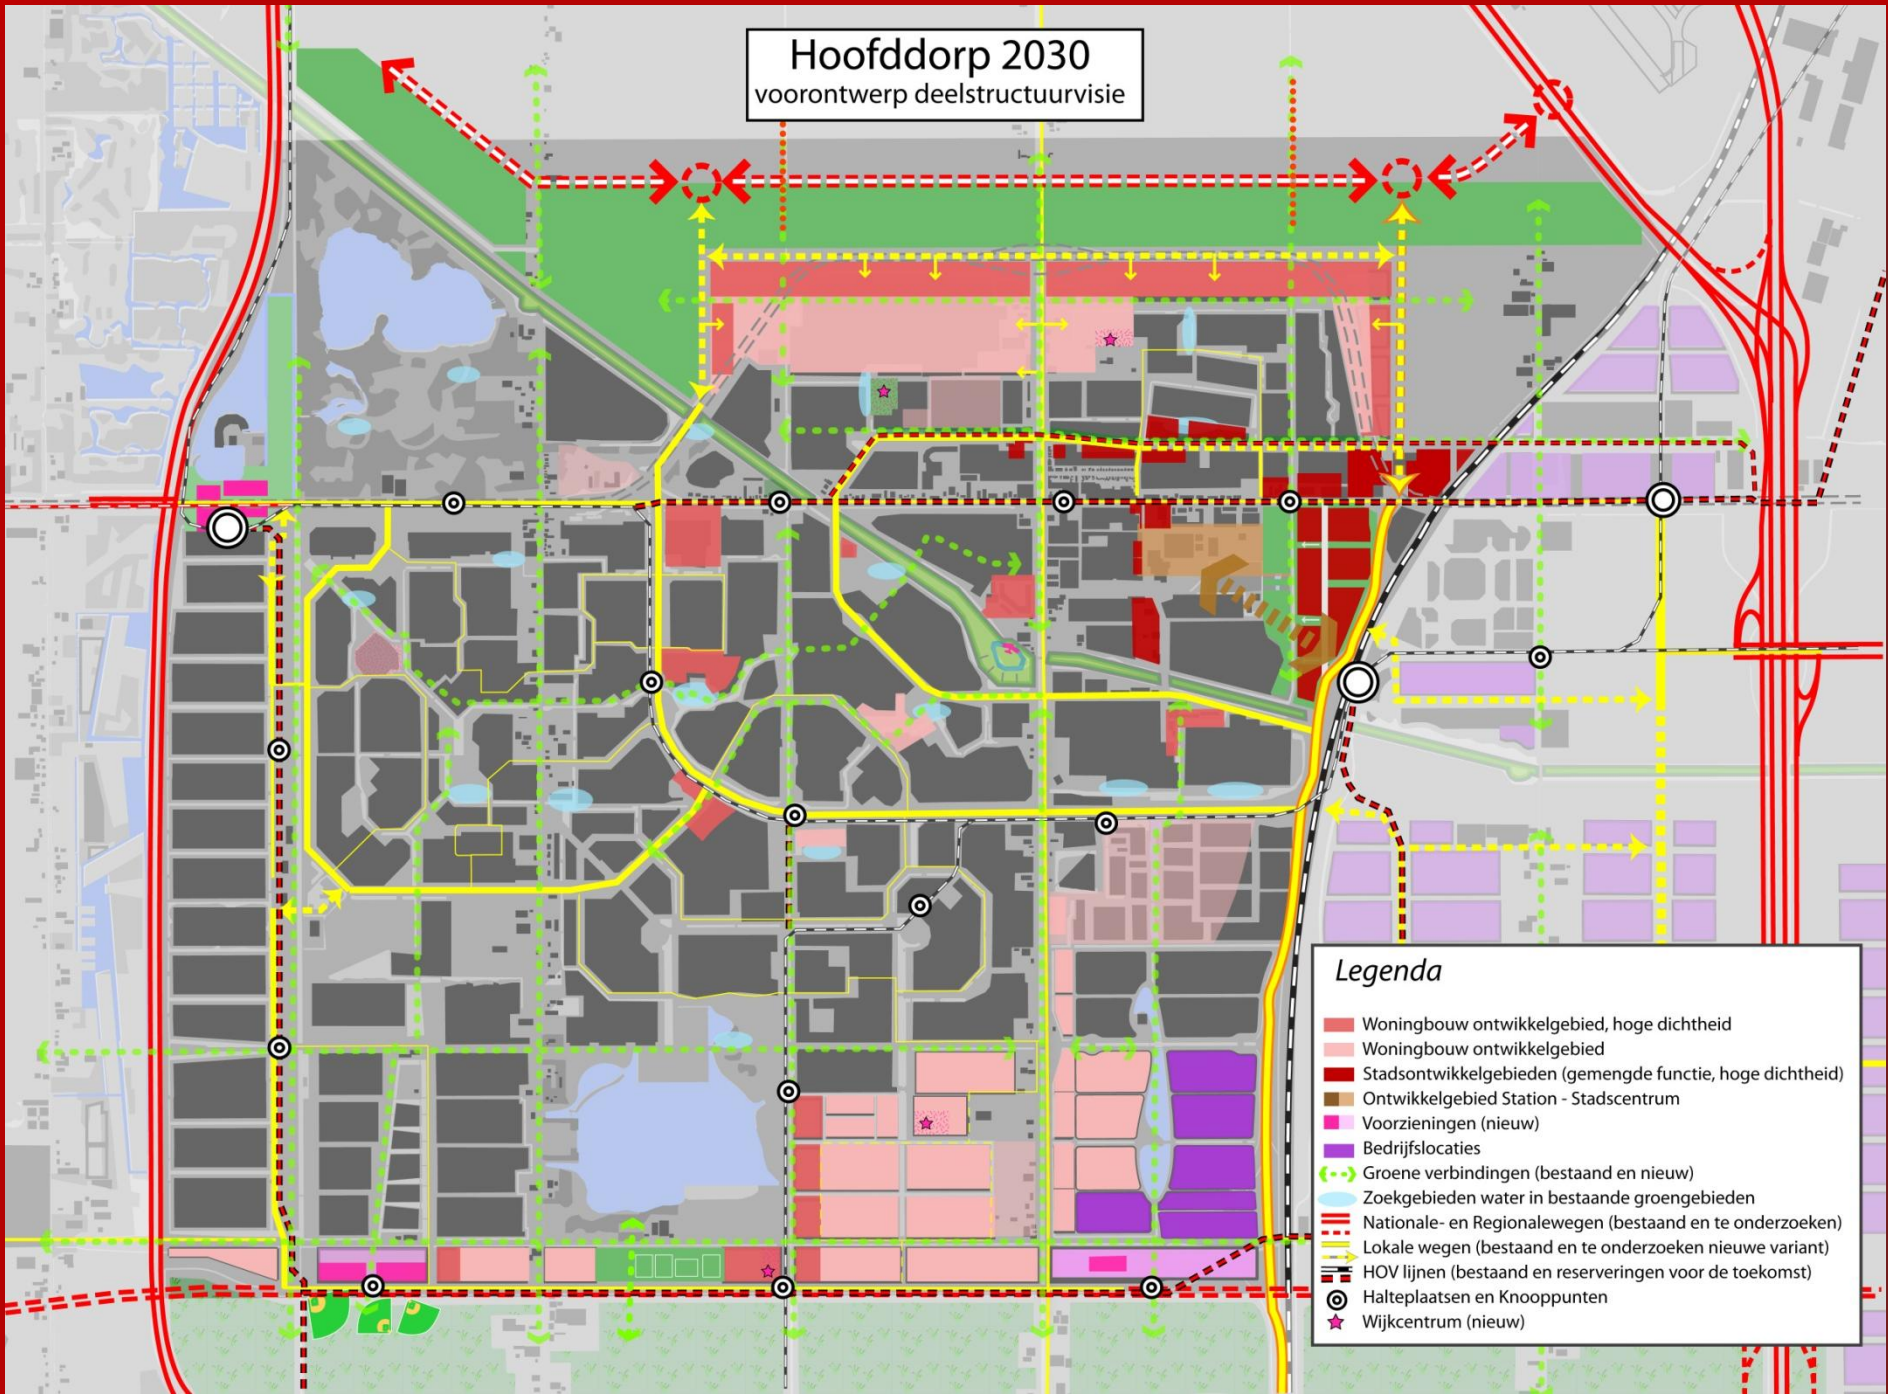 Hoofddorp 2030
voorontwerp deelstructuurvisie
Legenda
Woningbouw ontwikkelgebied, hoge dichtheid
Woningbouw ontwikkelgebied
Stadsontwikkelgebieden (gemengde functie, hoge dichtheid)
Ontwikkelgebied Station - Stadscentrum
Voorzieningen (nieuw)
Bedrijfslocaties
Groene verbindingen (bestaand en nieuw)
Zoekgebieden water in bestaande groengebieden
Nationale- en Regionalewegen (bestaand en te onderzoeken)
Lokale wegen (bestaand en te onderzoeken nieuwe variant)
HOV lijnen (bestaand en reserveringen voor de toekomst)
Halteplaatsen en Knooppunten
Wijkcentrum (nieuw)